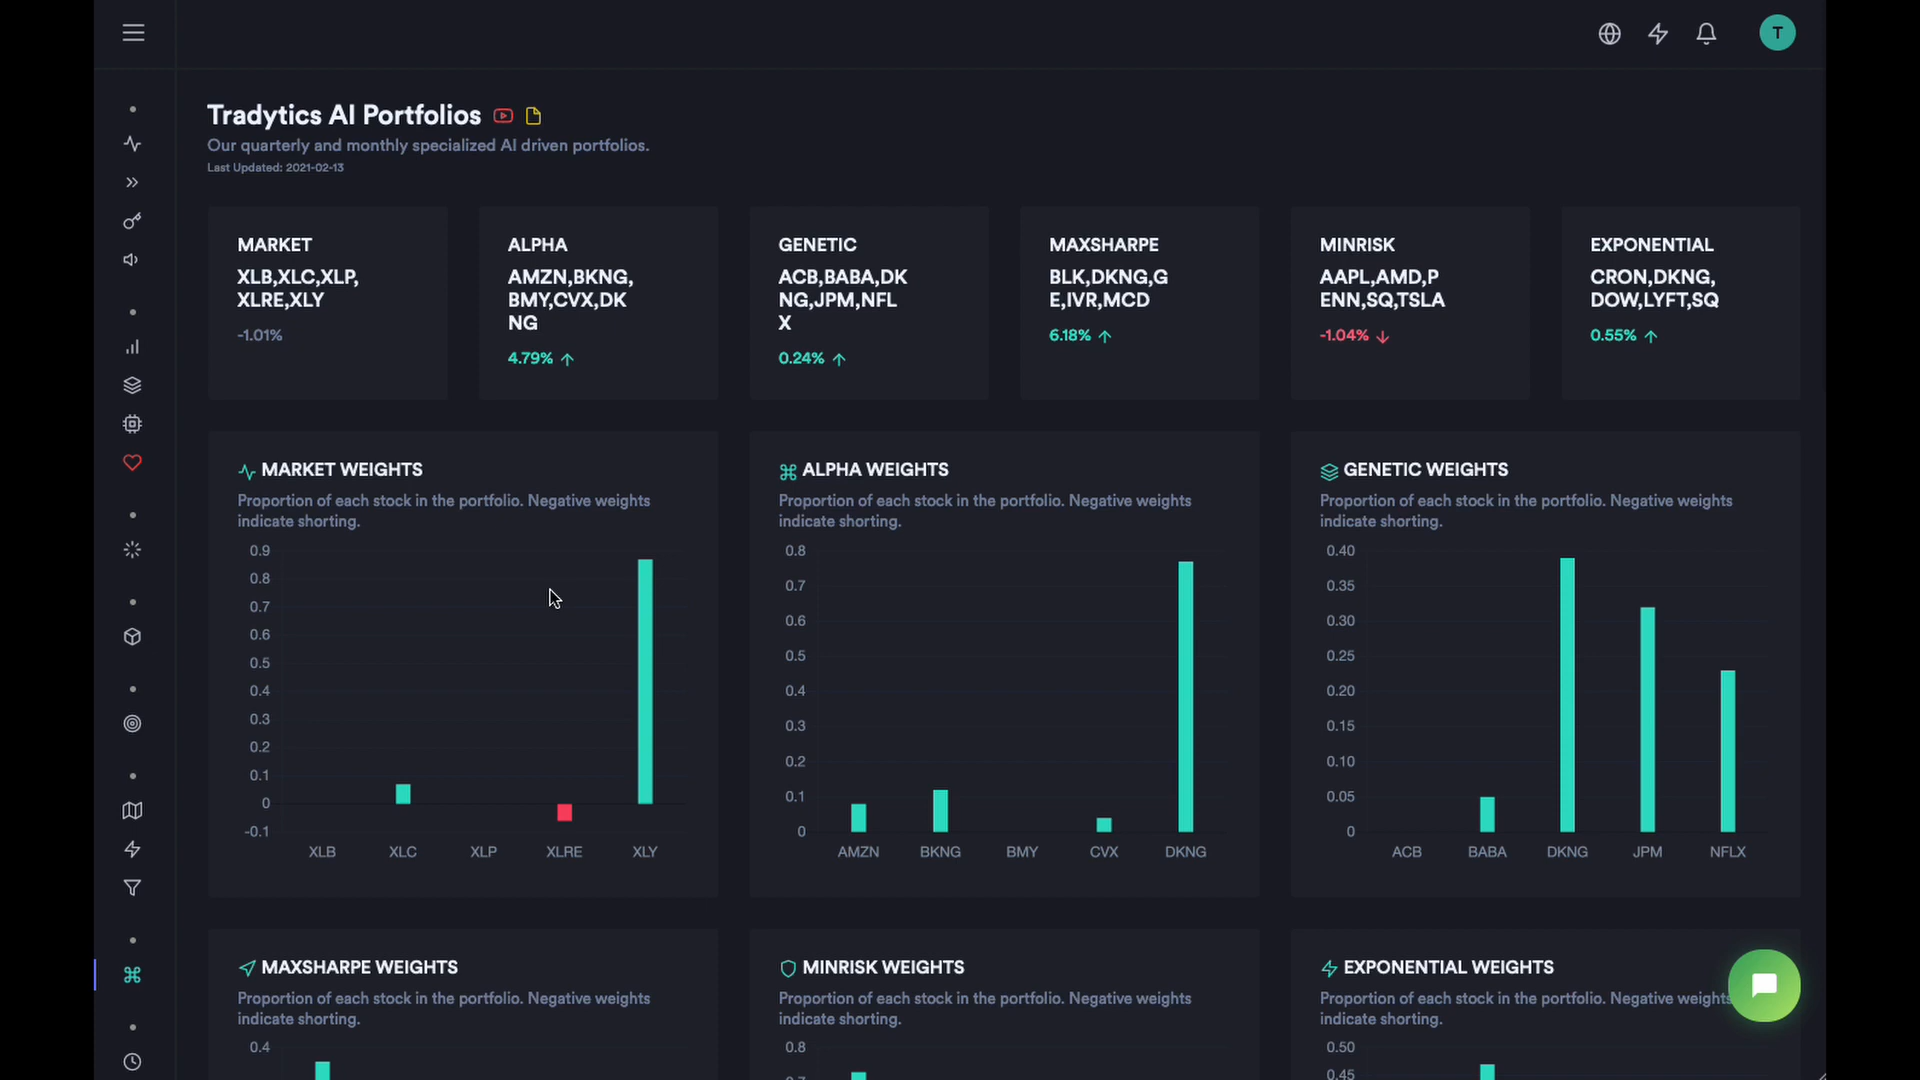 T
Tradytics AI Portfolios
Our quarterly and monthly specialized AI driven portfolios.
Last Updated: 2021-02-13
MARKET
XLB,XLC,XLP,
XLRE,XLY
-1.01%
ALPHA
AMZN,BKNG,
BMY,CVX,DK
NG
4.79%
GENETIC
ACB,BABA,DK
NG,JPM,NFL
X
0.24%
MAXSHARPE
BLK,DKNG,G
E,IVR,MCD
6.18%
MINRISK
AAPL,AMD,P
ENN,SQ,TSLA
-1.04%
EXPONENTIAL
CRON,DKNG,
DOW,LYFT,SQ
0.55%
MARKET WEIGHTS
Proportion of each stock in the portfolio. Negative weights
indicate shorting.
0.9
0.8
0.7
0.6
0.5
0.4
0.3
0.2
0.1
0
-0.1
XLB XLC XLP XLRE XLY
ALPHA WEIGHTS
Proportion of each stock in the portfolio. Negative weights
indicate shorting.
0.8
0.7
0.6
0.5
0.4
0.3
0.2
0.1
0
AMZN BKNG BMY CVX DKNG
GENETIC WEIGHTS
Proportion of each stock in the portfolio. Negative weights
indicate shorting.
0.40
0.35
0.30
0.25
0.20
0.15
0.10
0.05
0
ACB BABA DKNG JPM NFLX
MAXSHARPE WEIGHTS
Proportion of each stock in the portfolio. Negative weights
indicate shorting.
0.4
MINRISK WEIGHTS
Proportion of each stock in the portfolio. Negative weights
indicate shorting.
0.8
EXPONENTIAL WEIGHTS
Proportion of each stock in the portfolio. Negative weights
indicate shorting.
0.50
0.45